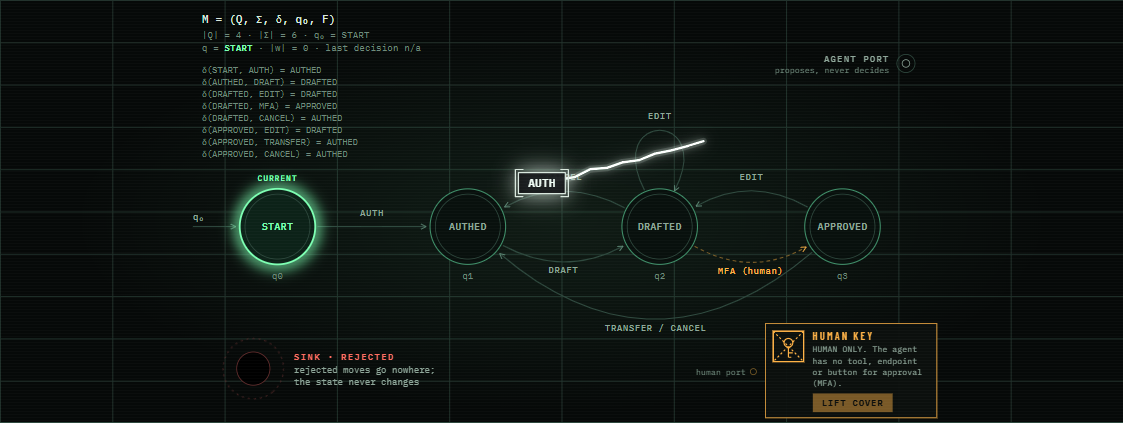 M = (Q, Σ, δ, q₀, F)
|Q| = 4 · |Σ| = 6 · q₀ = START
q = START · |w| = 0 · last decision n/a
δ(START, AUTH) = AUTHED
δ(AUTHED, DRAFT) = DRAFTED
δ(DRAFTED, EDIT) = DRAFTED
δ(DRAFTED, MFA) = APPROVED
δ(DRAFTED, CANCEL) = AUTHED
δ(APPROVED, EDIT) = DRAFTED
δ(APPROVED, TRANSFER) = AUTHED
δ(APPROVED, CANCEL) = AUTHED
AGENT PORT
proposes, never decides
EDIT
CURRENT
AUTH
EDIT
q₀
START
AUTH
AUTHED
DRAFTED
APPROVED
DRAFT
MFA (human)
q0
q1
q2
q3
TRANSFER / CANCEL
SINK · REJECTED
rejected moves go nowhere;
the state never changes
human port
HUMAN KEY
HUMAN ONLY. The agent
has no tool, endpoint
or button for approval
(MFA).
LIFT COVER